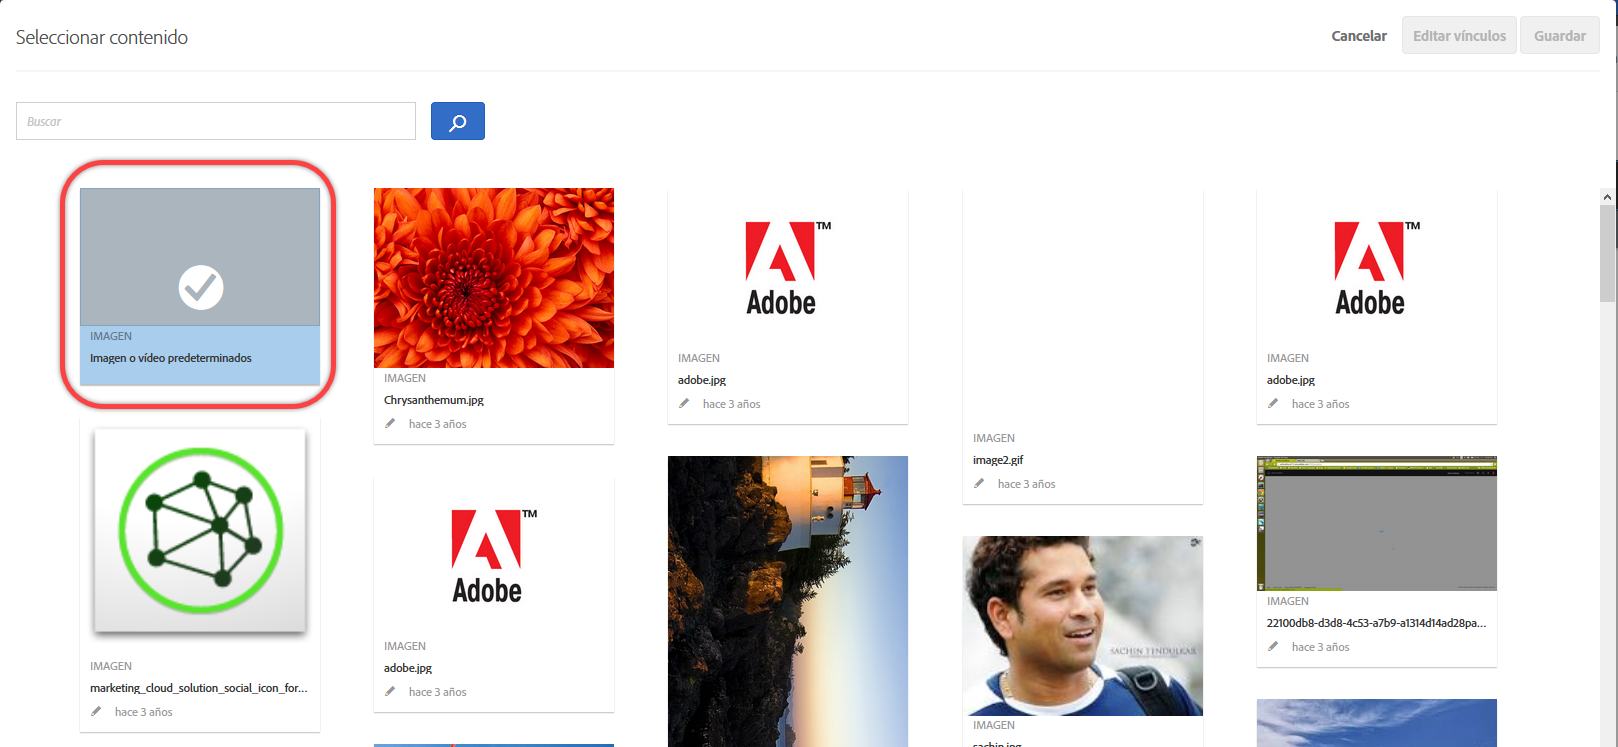 Seleccionar contenido
Cancelar
Editar vínculos
Guardar
Buscar
IMAGEN
Imagen o vídeo predeterminados
IMAGEN
Chrysanthemum.jpg
hace 3 años
Adobe™
IMAGEN
adobe.jpg
hace 3 años
IMAGEN
image2.gif
hace 3 años
Adobe™
IMAGEN
adobe.jpg
hace 3 años
IMAGEN
marketing_cloud_solution_social_icon_for...
hace 3 años
Adobe™
IMAGEN
adobe.jpg
hace 3 años
SACHIN TENDULKAR
IMAGEN
sachin.jpg
IMAGEN
22100db8-d3d8-4c53-a7b9-a1314d14ad28pa...
hace 3 años